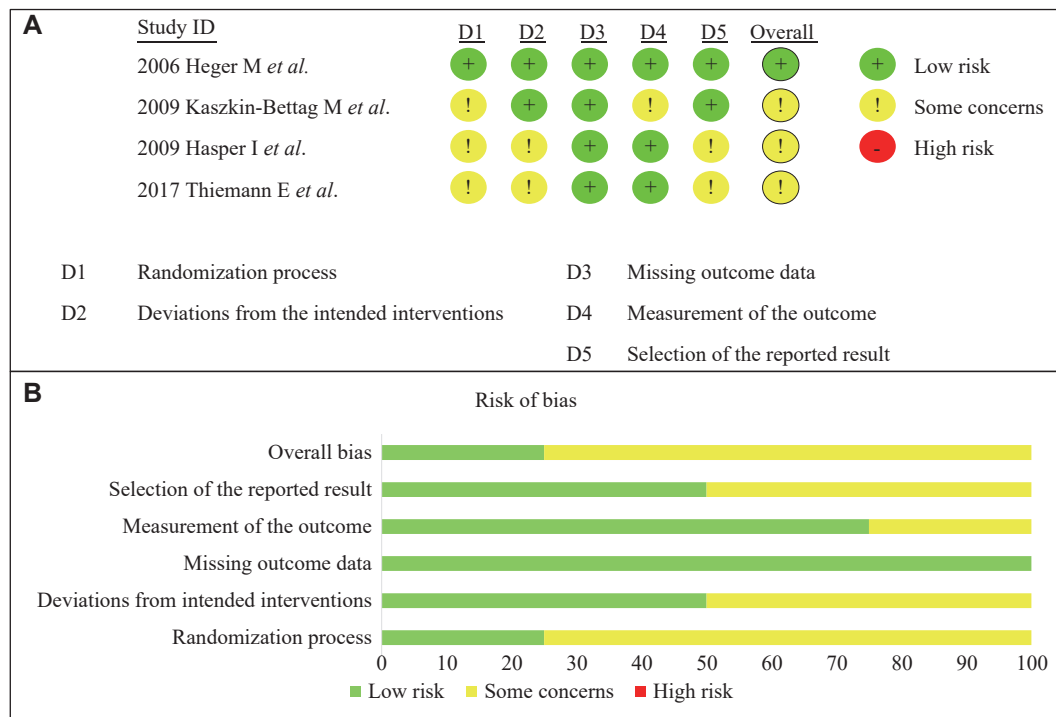 A
Study ID D1 D2 D3 D4 D5 Overall
2006 Heger M et al. + + + + + + + Low risk
2009 Kaszkin-Bettag M et al. ! + + ! + ! ! Some concerns
2009 Hasper I et al. ! ! + + ! ! - High risk
2017 Thiemann E et al. ! ! + + ! !
D1 Randomization process D3 Missing outcome data
D2 Deviations from the intended interventions D4 Measurement of the outcome
D5 Selection of the reported result
B
Risk of bias
Overall bias
Selection of the reported result
Measurement of the outcome
Missing outcome data
Deviations from intended interventions
Randomization process
0 10 20 30 40 50 60 70 80 90 100
Low risk Some concerns High risk